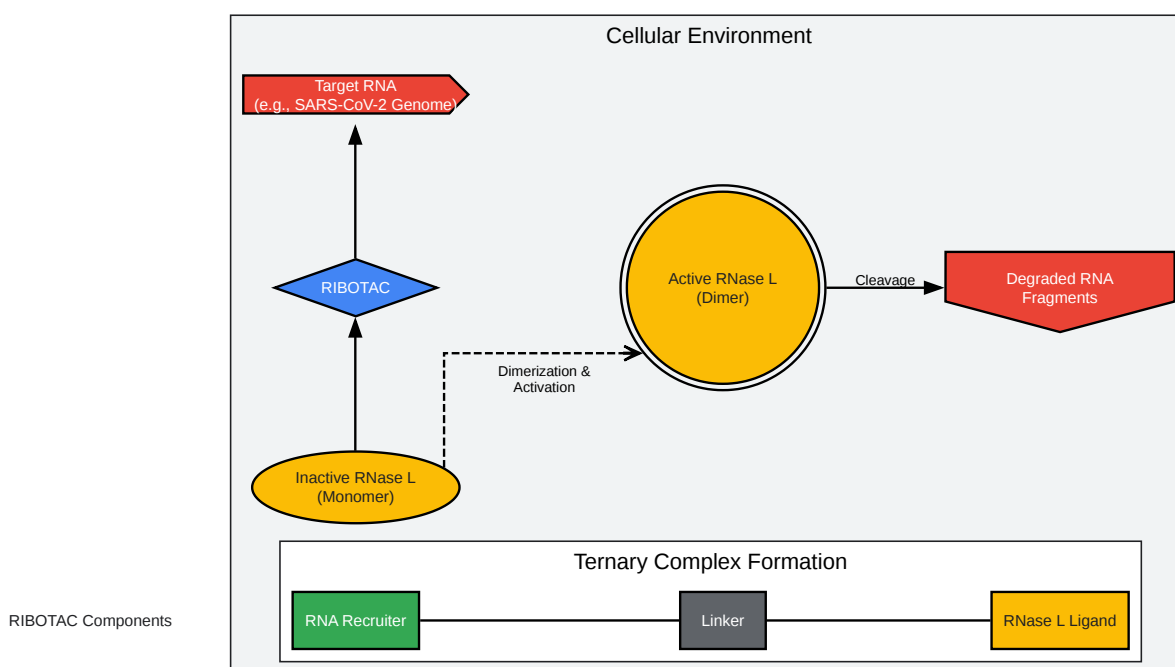 Cellular Environment
Target RNA
(e.g., SARS-CoV-2 Genome)
RIBOTAC
Active RNase L
(Dimer)
Cleavage
Degraded RNA
Fragments
Dimerization &
Activation
Inactive RNase L
(Monomer)
Ternary Complex Formation
RIBOTAC Components
RNA Recruiter
Linker
RNase L Ligand